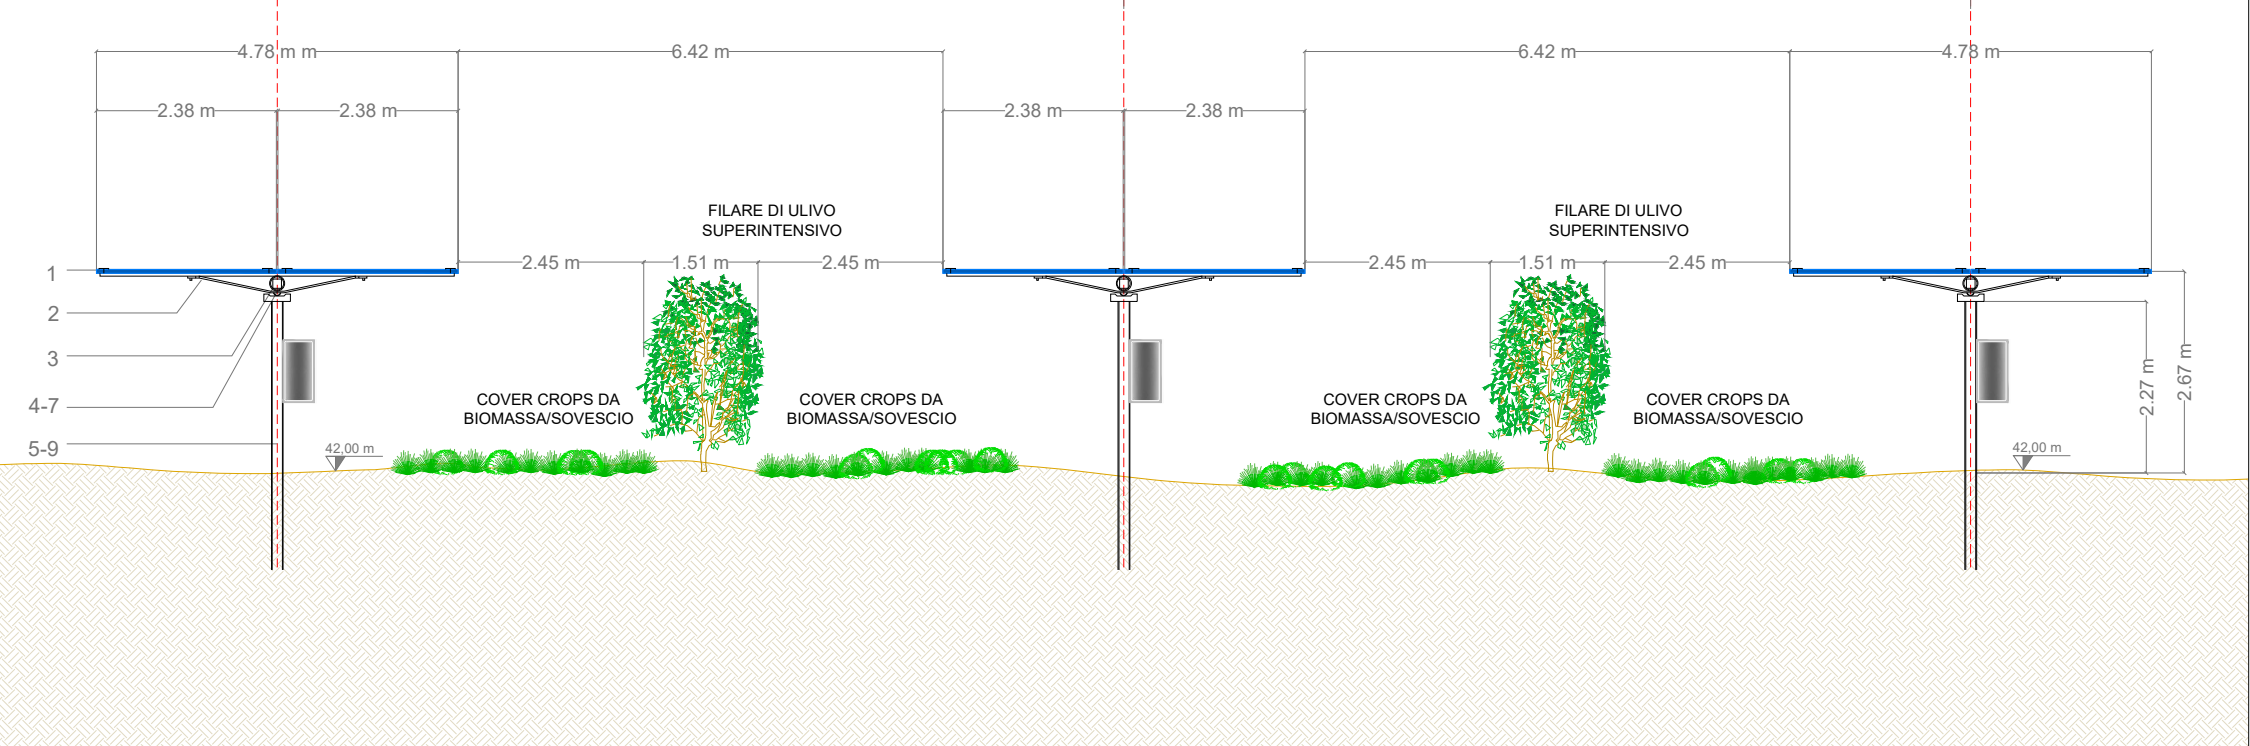 4.78 m m
6.42 m
6.42 m
4.78 m
2.38 m
2.38 m
2.38 m
2.38 m
FILARE DI ULIVO
SUPERINTENSIVO
FILARE DI ULIVO
SUPERINTENSIVO
2.45 m
1.51 m
2.45 m
2.45 m
1.51 m
2.45 m
1
2
3
4-7
5-9
COVER CROPS DA
BIOMASSA/SOVESCIO
COVER CROPS DA
BIOMASSA/SOVESCIO
COVER CROPS DA
BIOMASSA/SOVESCIO
COVER CROPS DA
BIOMASSA/SOVESCIO
2.27 m
2.67 m
42,00 m
42,00 m